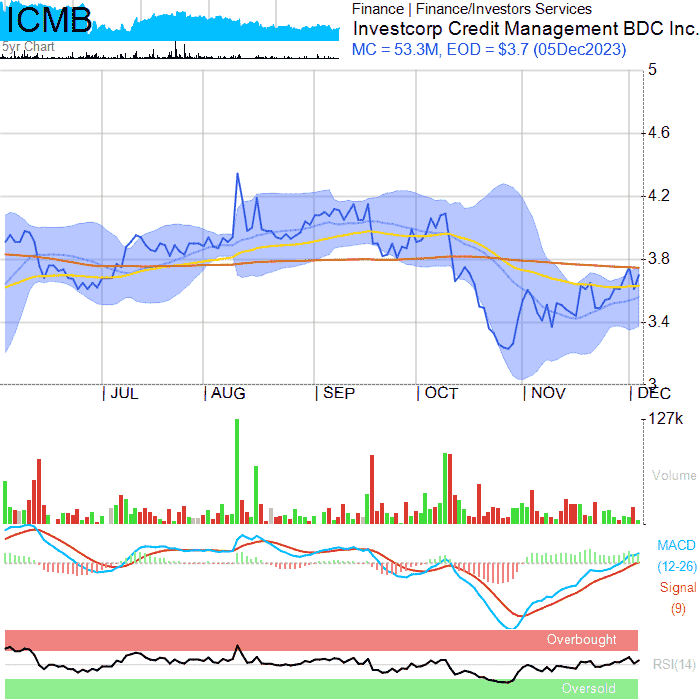 ICMB
5yr Chart
Finance | Finance/Investors Services
Investcorp Credit Management BDC Inc.
MC = 53.3M, EOD = $3.7 (05Dec2023)
5
4.6
4.2
3.8
3.4
3
JUL
AUG
SEP
OCT
NOV
DEC
127k
Volume
MACD
(12-26)
Signal
(9)
Overbought
RSI(14)
Oversold